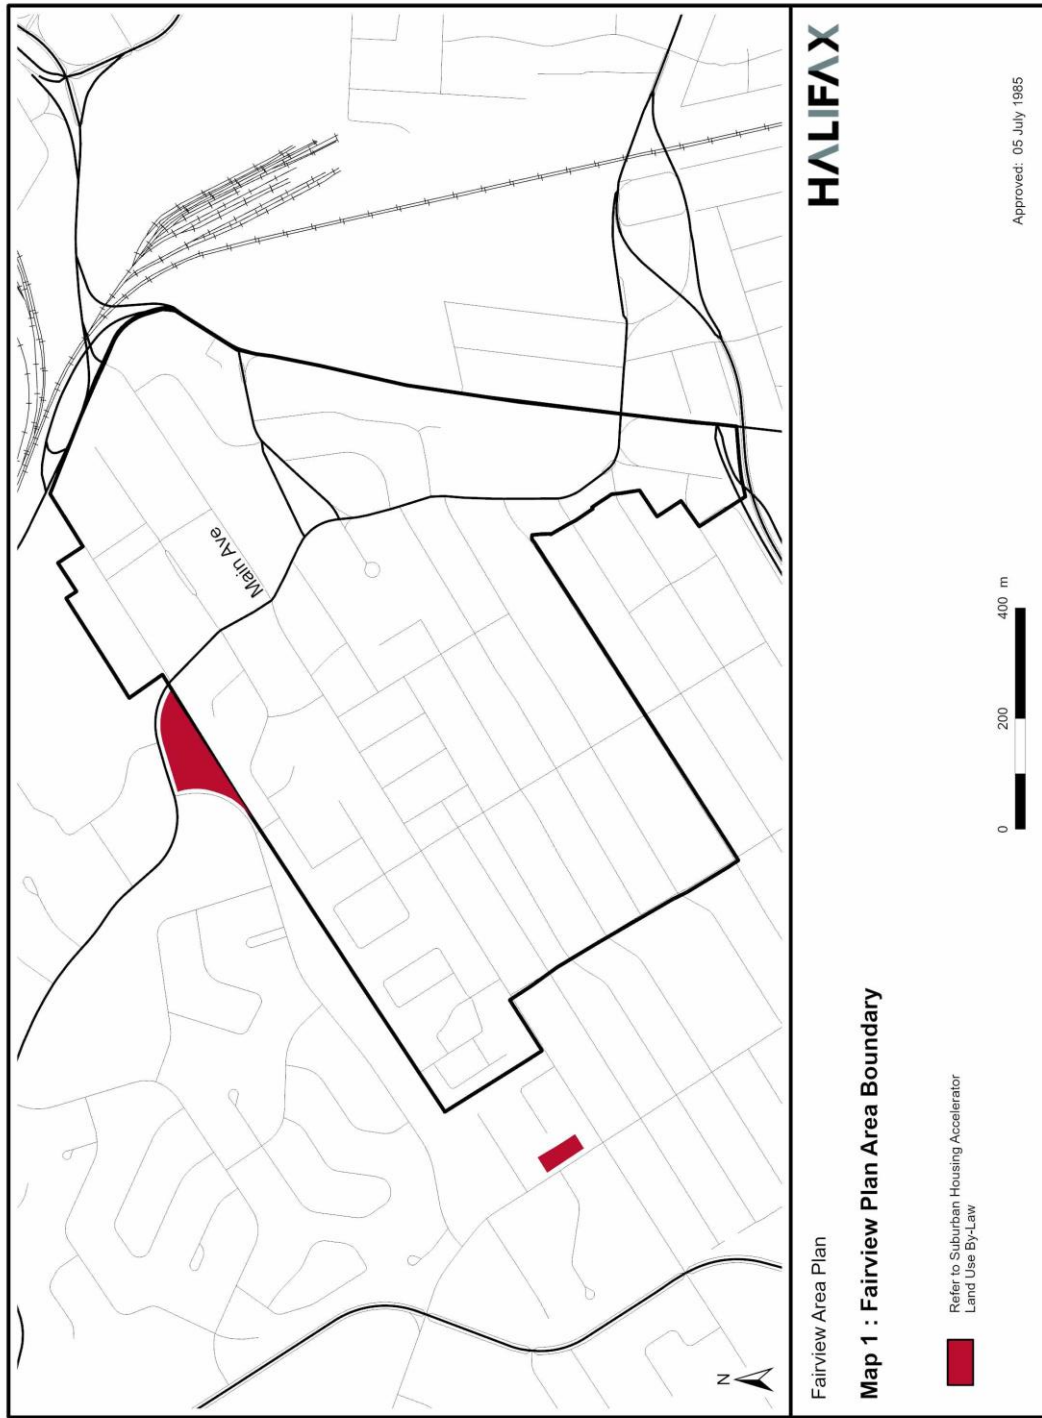 Main Ave
N
Fairview Area Plan
Map 1 : Fairview Plan Area Boundary
Refer to Suburban Housing Accelerator
Land Use By-Law
0 200 400 m
HALIFAX
Approved: 05 July 1985